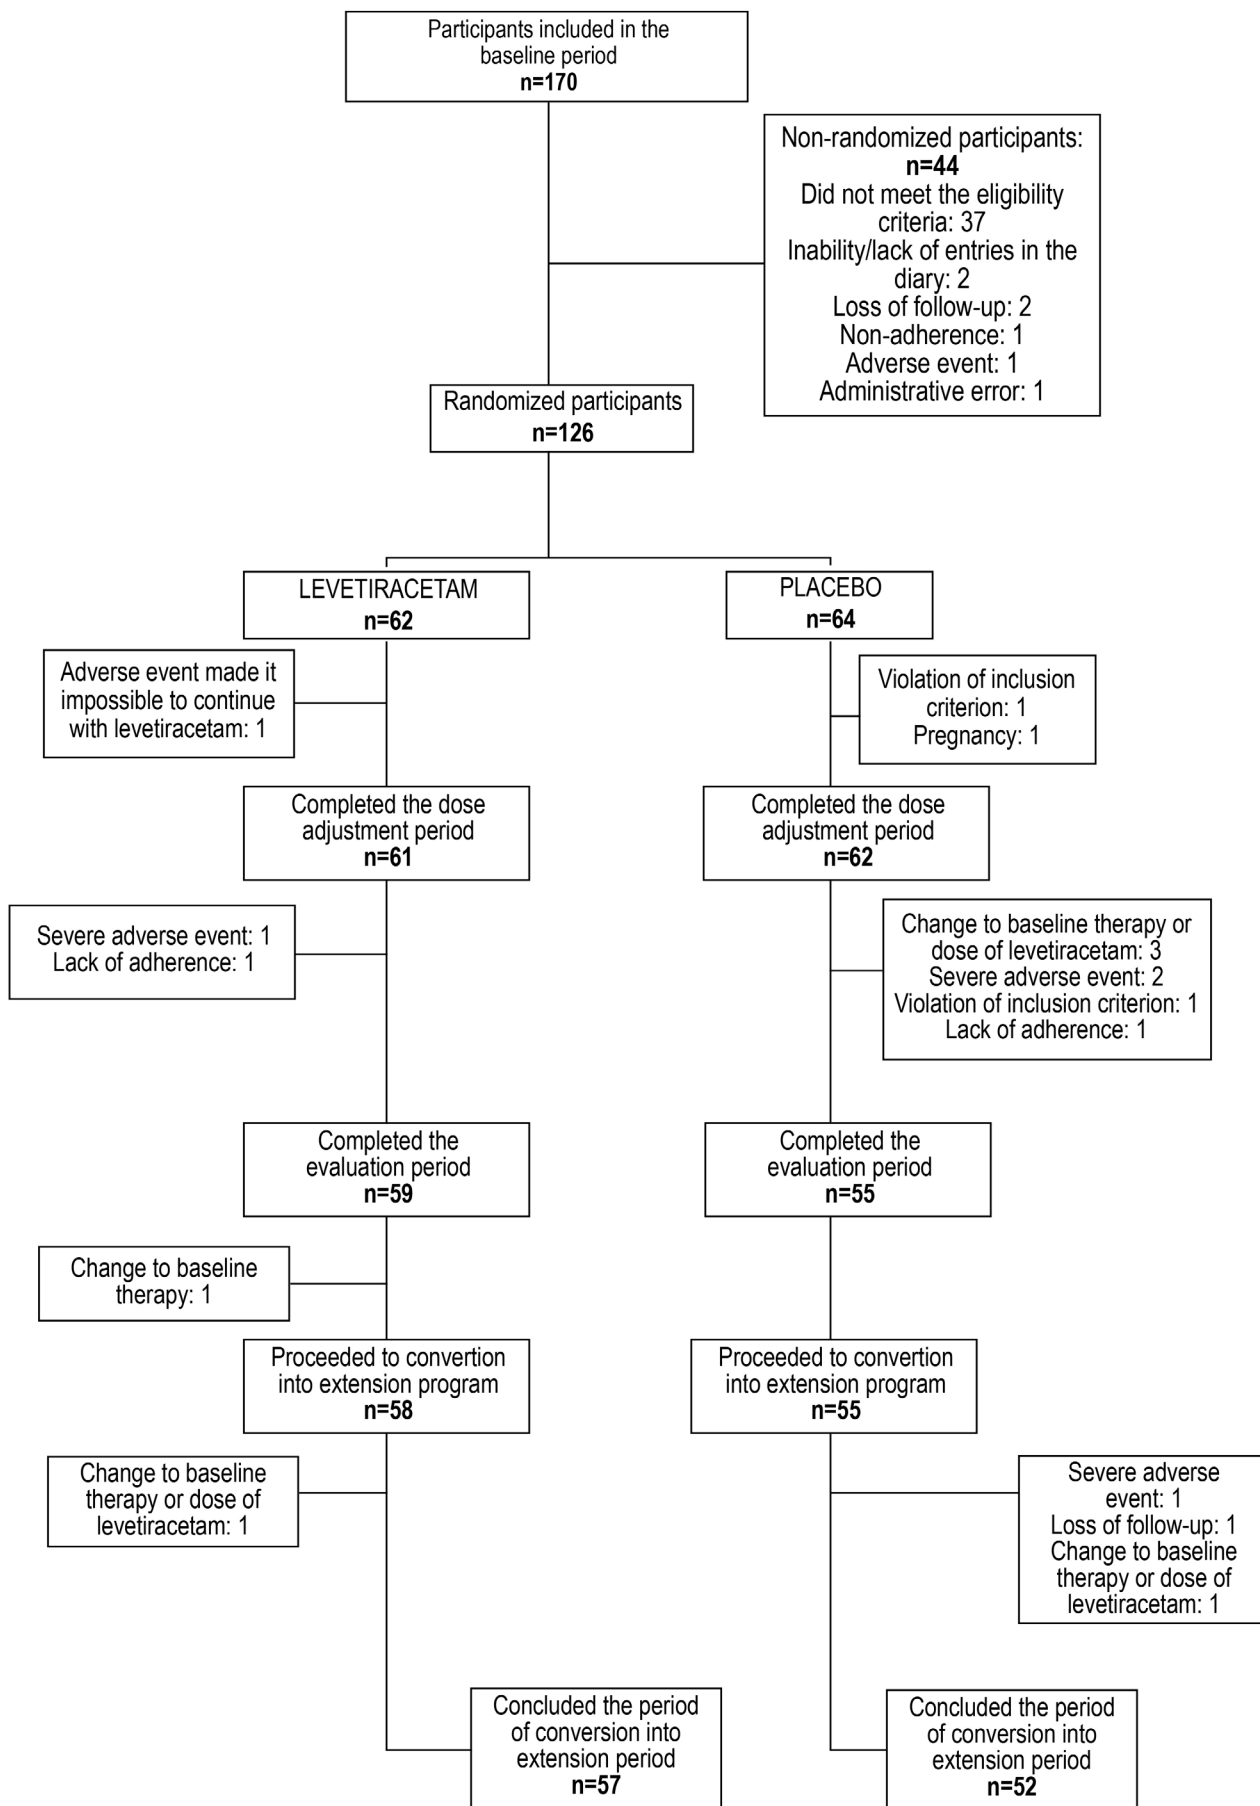 Participants included in the
baseline period
n=170
Non-randomized participants:
n=44
Did not meet the eligibility
criteria: 37
Inability/lack of entries in the
diary: 2
Loss of follow-up: 2
Non-adherence: 1
Adverse event: 1
Administrative error: 1
Randomized participants
n=126
LEVETIRACETAM
n=62
PLACEBO
n=64
Adverse event made it
impossible to continue
with levetiracetam: 1
Violation of inclusion
criterion: 1
Pregnancy: 1
Completed the dose
adjustment period
n=61
Completed the dose
adjustment period
n=62
Severe adverse event: 1
Lack of adherence: 1
Change to baseline therapy or
dose of levetiracetam: 3
Severe adverse event: 2
Violation of inclusion criterion: 1
Lack of adherence: 1
Completed the
evaluation period
n=59
Completed the
evaluation period
n=55
Change to baseline
therapy: 1
Proceeded to convertion
into extension program
n=58
Proceeded to convertion
into extension program
n=55
Change to baseline
therapy or dose of
levetiracetam: 1
Severe adverse
event: 1
Loss of follow-up: 1
Change to baseline
therapy or dose of
levetiracetam: 1
Concluded the period
of conversion into
extension period
n=57
Concluded the period
of conversion into
extension period
n=52